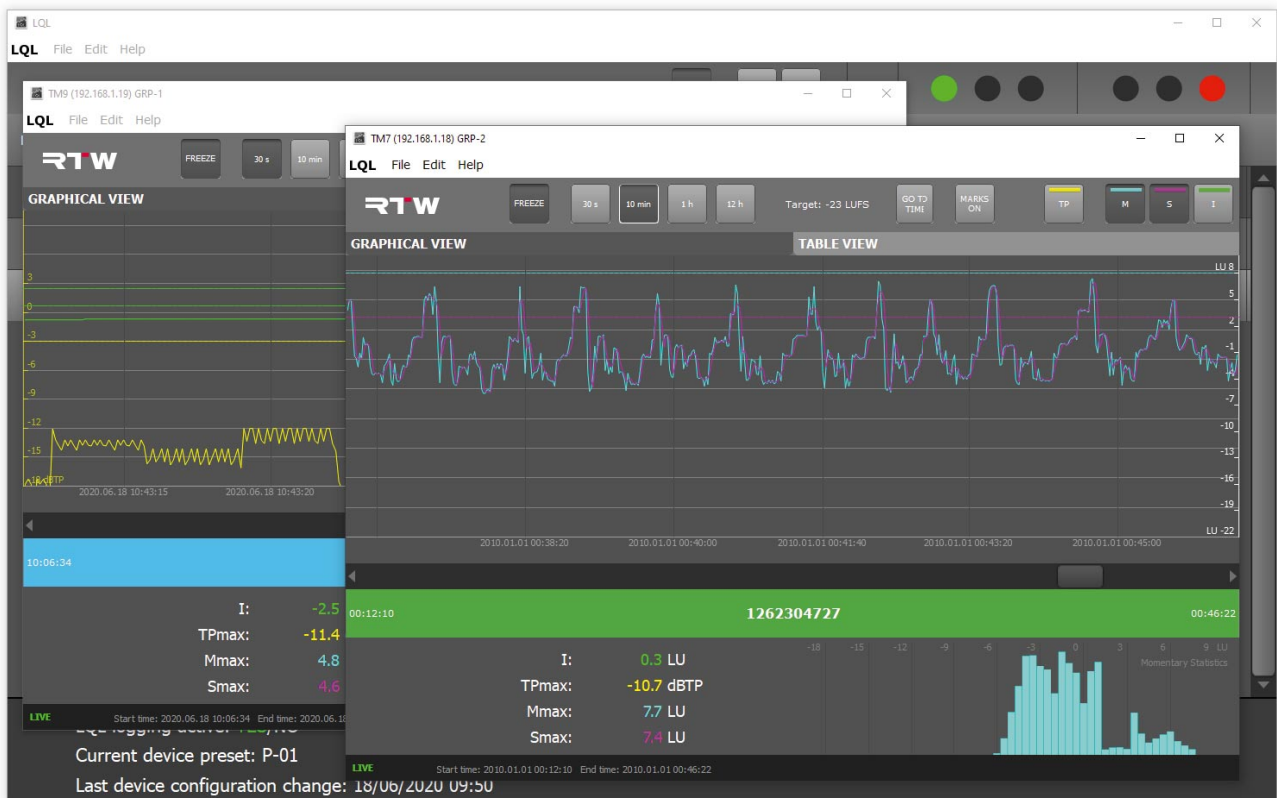 LQL
LQL File Edit Help
TM9 (192.168.1.19) GRP-1
LQL File Edit Help
RTW
FREEZE
30 s
10 min
GRAPHICAL VIEW
3
0
-3
-6
-9
-12
-15
2020.06.18 10:43:15
2020.06.18 10:43:20
10:06:34
I: -2.5
TPmax: -11.4
Mmax: 4.8
Smax: 4.6
LIVE
Start time: 2020.06.18 10:06:34 End time: 2020.06.18
TM7 (192.168.1.18) GRP-2
LQL File Edit Help
RTW
FREEZE
30 s
10 min
1 h
12 h
Target: -23 LUFS
GO TO TIME
MARKS ON
TP
M
S
I
GRAPHICAL VIEW
TABLE VIEW
LU 8
5
2
-1
-4
-7
-10
-13
-16
-19
LU -22
2010.01.01 00:38:20
2010.01.01 00:40:00
2010.01.01 00:41:40
2010.01.01 00:43:20
2010.01.01 00:45:00
00:12:10
1262304727
00:46:22
I: 0.3 LU
TPmax: -10.7 dBTP
Mmax: 7.7 LU
Smax: 7.4 LU
-18 -15 -12 -9 -6 -3 0 3 6 9 LU
Momentary Statistics
LIVE
Start time: 2010.01.01 00:12:10 End time: 2010.01.01 00:46:22
LQL logging active: YES/NO
Current device preset: P-01
Last device configuration change: 18/06/2020 09:50